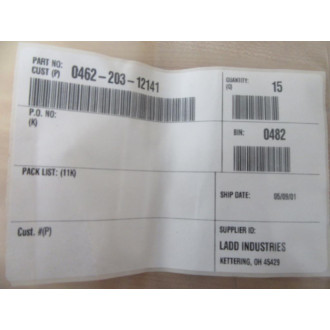 PART NO:
CUST (P) 0462-203-12141
QUANTITY:
(Q) 15
P.O. NO:
(K)
BIN: 0482
PACK LIST: (11K)
SHIP DATE: 05/09/01
Cust. #(P)
SUPPLIER ID:
LADD INDUSTRIES
KETTERING, OH 45429